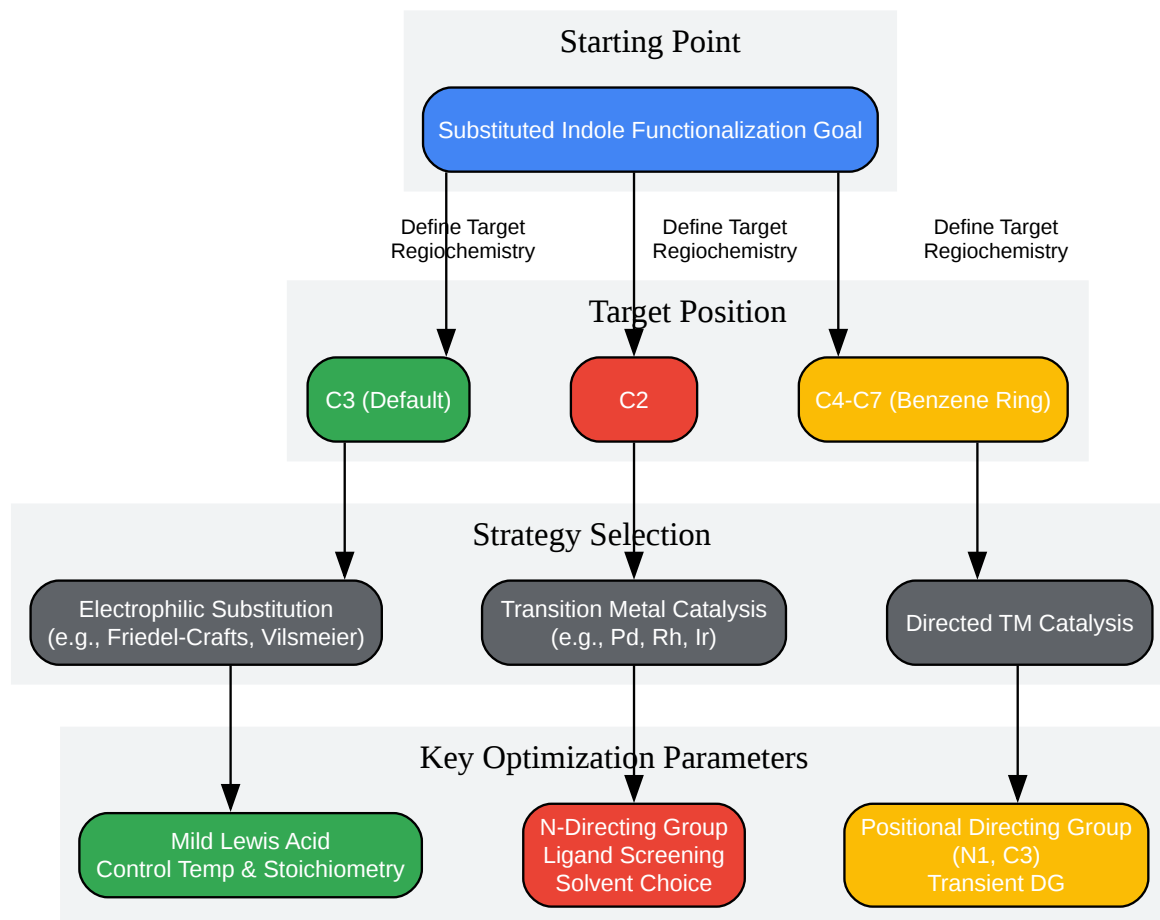 Starting Point
Substituted Indole Functionalization Goal
Define Target
Regiochemistry
Define Target
Regiochemistry
Define Target
Regiochemistry
Target Position
C3 (Default)
C2
C4-C7 (Benzene Ring)
Strategy Selection
Electrophilic Substitution
(e.g., Friedel-Crafts, Vilsmeier)
Transition Metal Catalysis
(e.g., Pd, Rh, Ir)
Directed TM Catalysis
Key Optimization Parameters
Mild Lewis Acid
Control Temp & Stoichiometry
N-Directing Group
Ligand Screening
Solvent Choice
Positional Directing Group
(N1, C3)
Transient DG